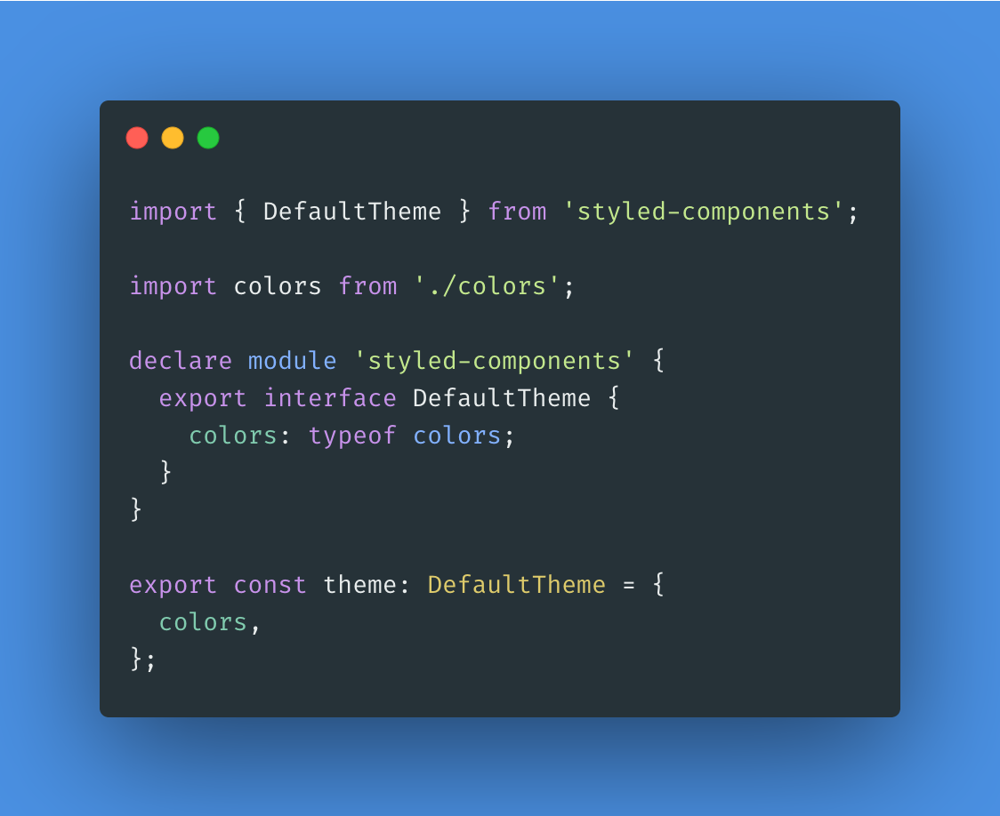 import { DefaultTheme } from 'styled-components';

import colors from './colors';

declare module 'styled-components' {
  export interface DefaultTheme {
    colors: typeof colors;
  }
}

export const theme: DefaultTheme = {
  colors,
};